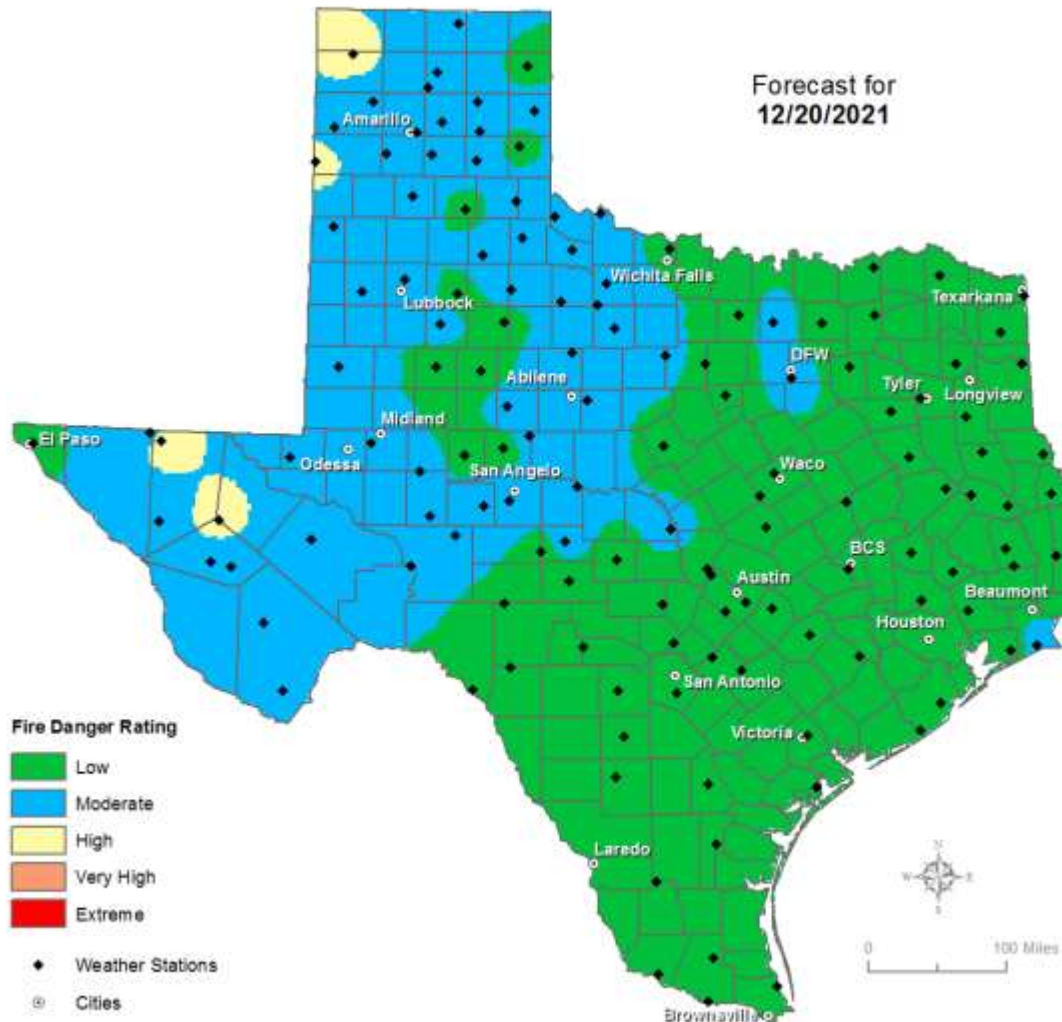 Forecast for
12/20/2021
Amarillo
Wichita Falls
Lubbock
Texarkana
DFW
Abilene
Tyler
Longview
Midland
El Paso
Odessa
San Angelo
Waco
BCS
Austin
Beaumont
Houston
San Antonio
Victoria
Laredo
Brownsville
Fire Danger Rating
Low
Moderate
High
Very High
Extreme
Weather Stations
Cities
N
W E
S
0 100 Miles